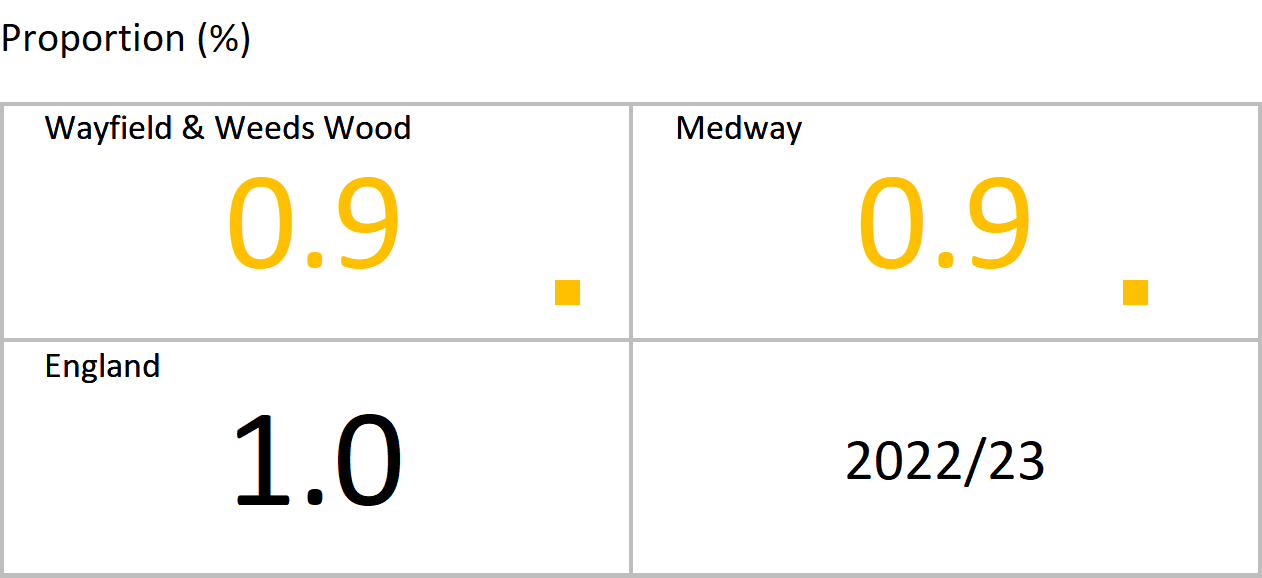 Proportion (%)
Wayfield & Weeds Wood
0.9
Medway
0.9
England
1.0
2022/23